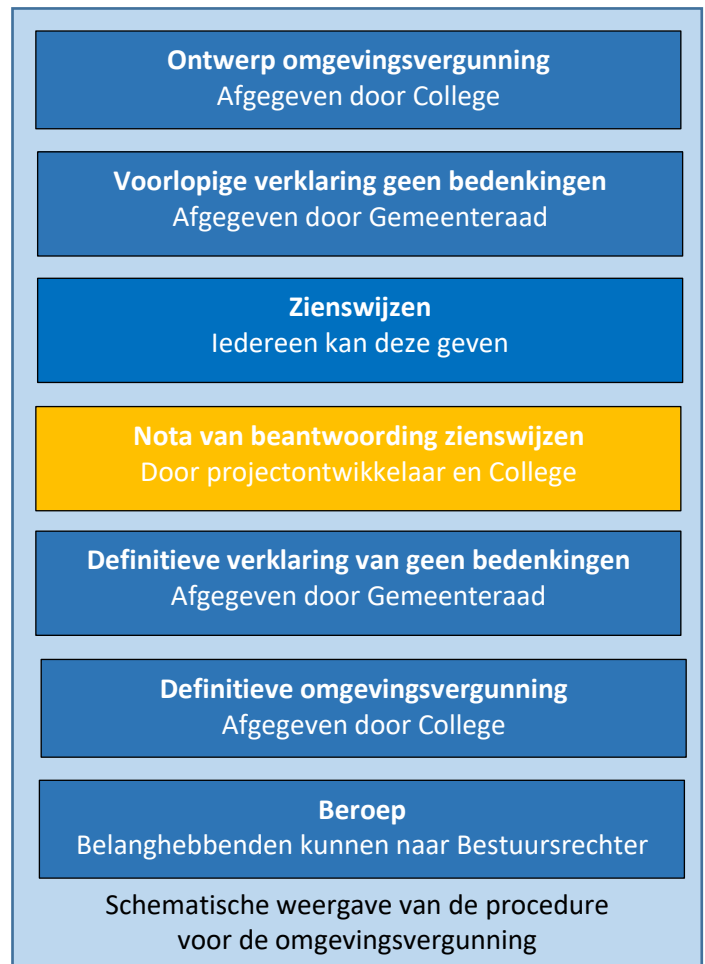 Ontwerp omgevingsvergunning
Afgegeven door College
Voorlopige verklaring geen bedenkingen
Afgegeven door Gemeenteraad
Zienswijzen
Iedereen kan deze geven
Nota van beantwoording zienswijzen
Door projectontwikkelaar en College
Definitieve verklaring van geen bedenkingen
Afgegeven door Gemeenteraad
Definitieve omgevingsvergunning
Afgegeven door College
Beroep
Belanghebbenden kunnen naar Bestuursrechter
Schematische weergave van de procedure
voor de omgevingsvergunning